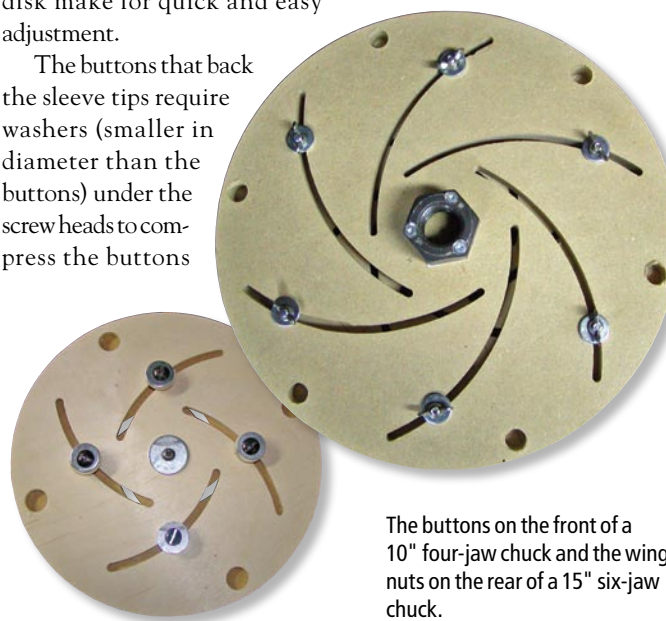 disk make for quick and easy
adjustment.
The buttons that back
the sleeve tips require
washers (smaller in
diameter than the
buttons) under the
screw heads to com-
press the buttons
The buttons on the front of a
10" four-jaw chuck and the wing
nuts on the rear of a 15" six-jaw
chuck.